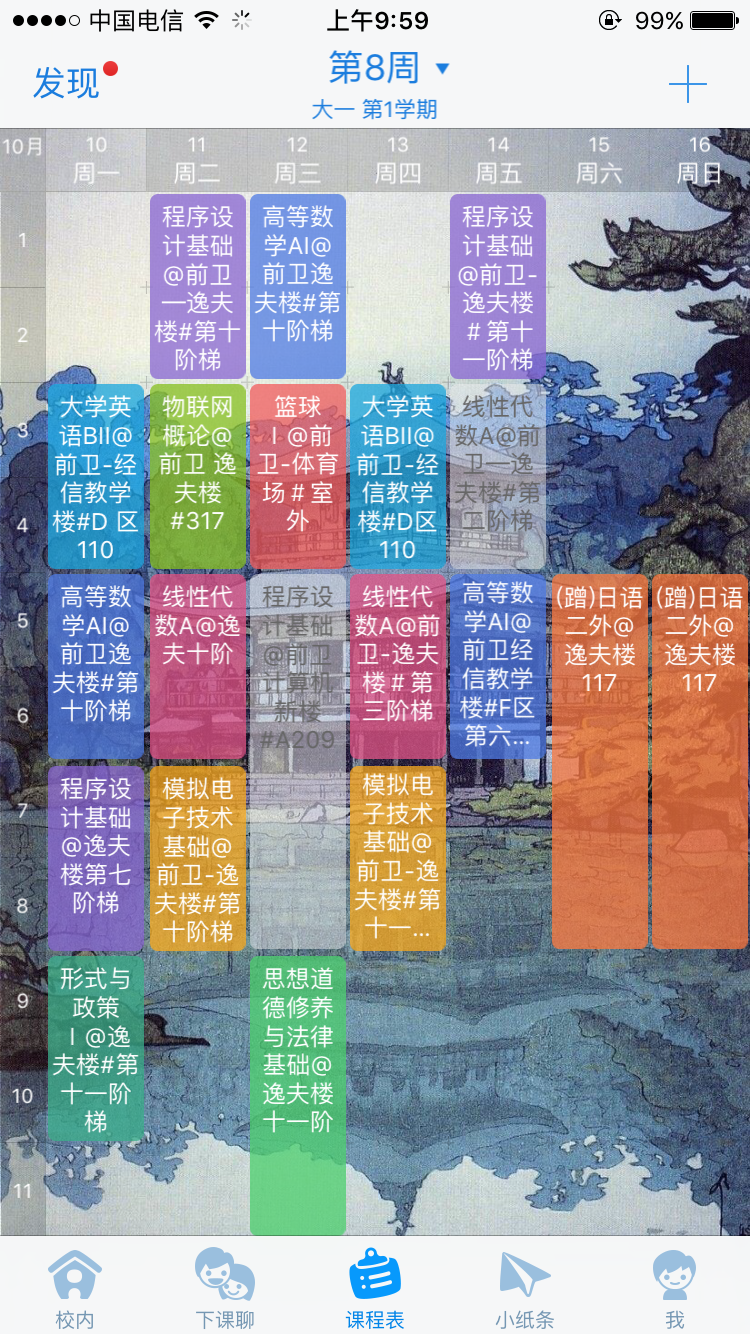 中国电信 上午9:59 99%
发现
第8周 ▼
大一 第1学期
10月 10 11 12 13 14 15 16
周一 周二 周三 周四 周五 周六 周日
1
2
3
4
5
6
7
8
9
10
11
大学英
语BII@
前卫-经
信教学
楼#D 区
110
高等数
学AI@
前卫逸
夫楼#第
十阶梯
程序设
计基础
@逸夫
楼第七
阶梯
形式与
政策
Ⅰ@逸
夫楼#第
十一阶
梯
程序设
计基础
@前卫
—逸夫
楼#第十
阶梯
物联网
概论@
前卫 逸
夫楼
#317
线性代
数A@逸
夫十阶
模拟电
子技术
基础@
前卫-逸
夫楼#第
十阶梯
高等数
学AI@
前卫逸
夫楼#第
十阶梯
篮球
Ⅰ@前
卫-体育
场＃室
外
程序设
计基础
@前卫
计算机
新楼
#A209
思想道
德修养
与法律
基础@
逸夫楼
十一阶
大学英
语BII@
前卫-经
信教学
楼#D区
110
线性代
数A@前
卫-逸夫
楼＃第
三阶梯
模拟电
子技术
基础@
前卫-逸
夫楼#第
十一...
程序设
计基础
@前卫-
逸夫楼
＃第十
一阶梯
线性代
数A@前
卫—逸
夫楼#第
阶梯
高等数
学AI@
前卫经
信教学
楼#F区
第六...
(蹭)日语
二外@
逸夫楼
117
(蹭)日语
二外@
逸夫楼
117
校内 下课聊 课程表 小纸条 我